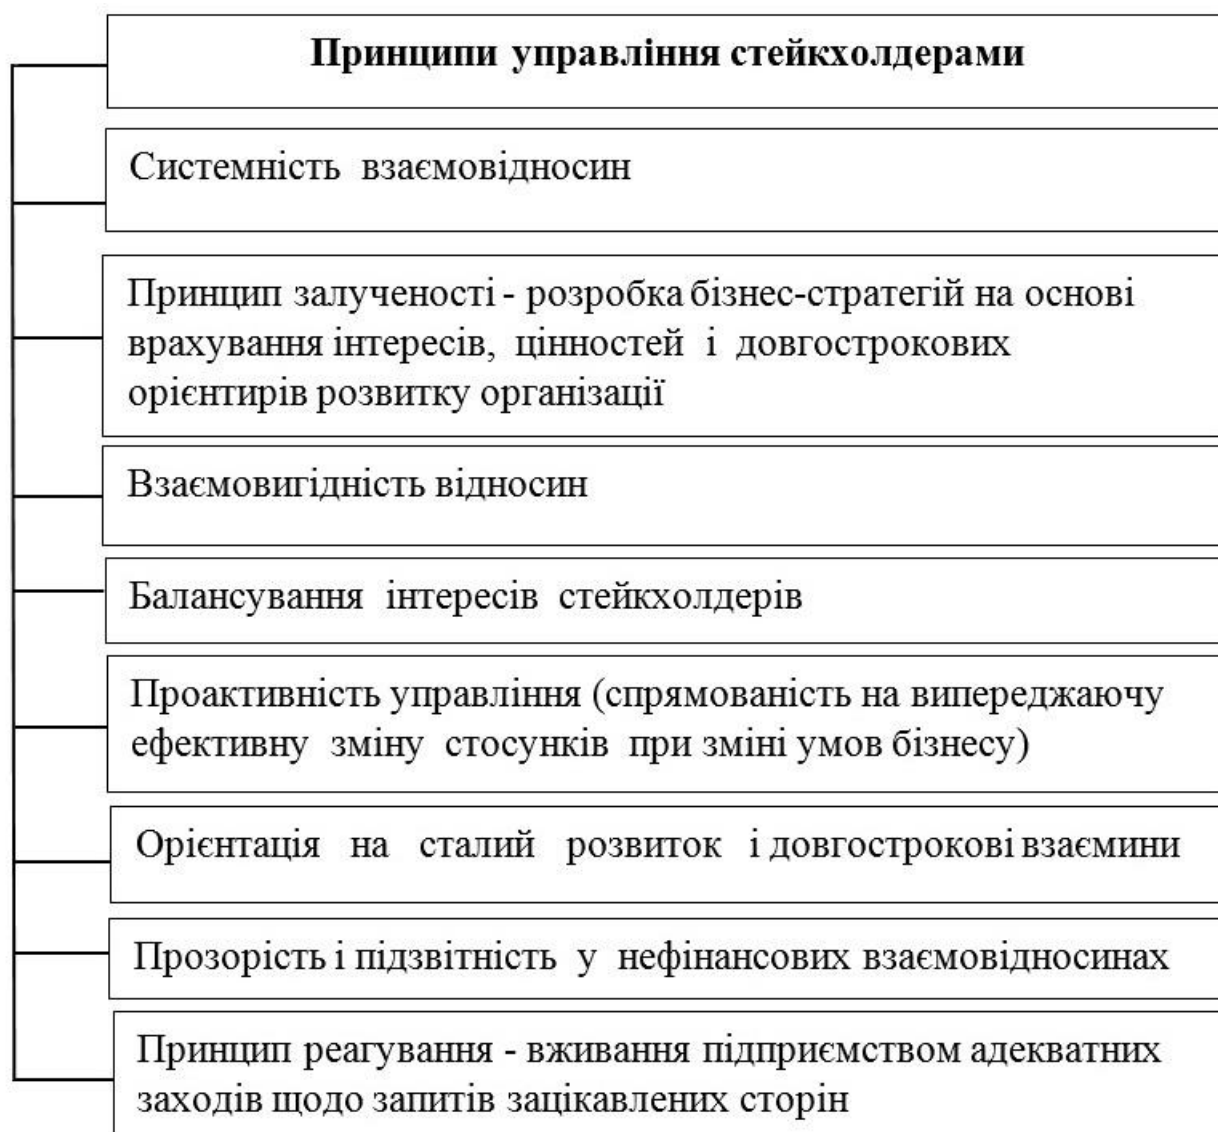 Принципи управління стейкхолдерами
Системність взаємовідносин
Принцип залученості - розробка бізнес-стратегій на основі
врахування інтересів, цінностей і довгострокових
орієнтирів розвитку організації
Взаємовигідність відносин
Балансування інтересів стейкхолдерів
Проактивність управління (спрямованість на випереджаючу
ефективну зміну стосунків при зміні умов бізнесу)
Орієнтація на сталий розвиток і довгострокові взаємини
Прозорість і підзвітність у нефінансових взаємовідносинах
Принцип реагування - вживання підприємством адекватних
заходів щодо запитів зацікавлених сторін